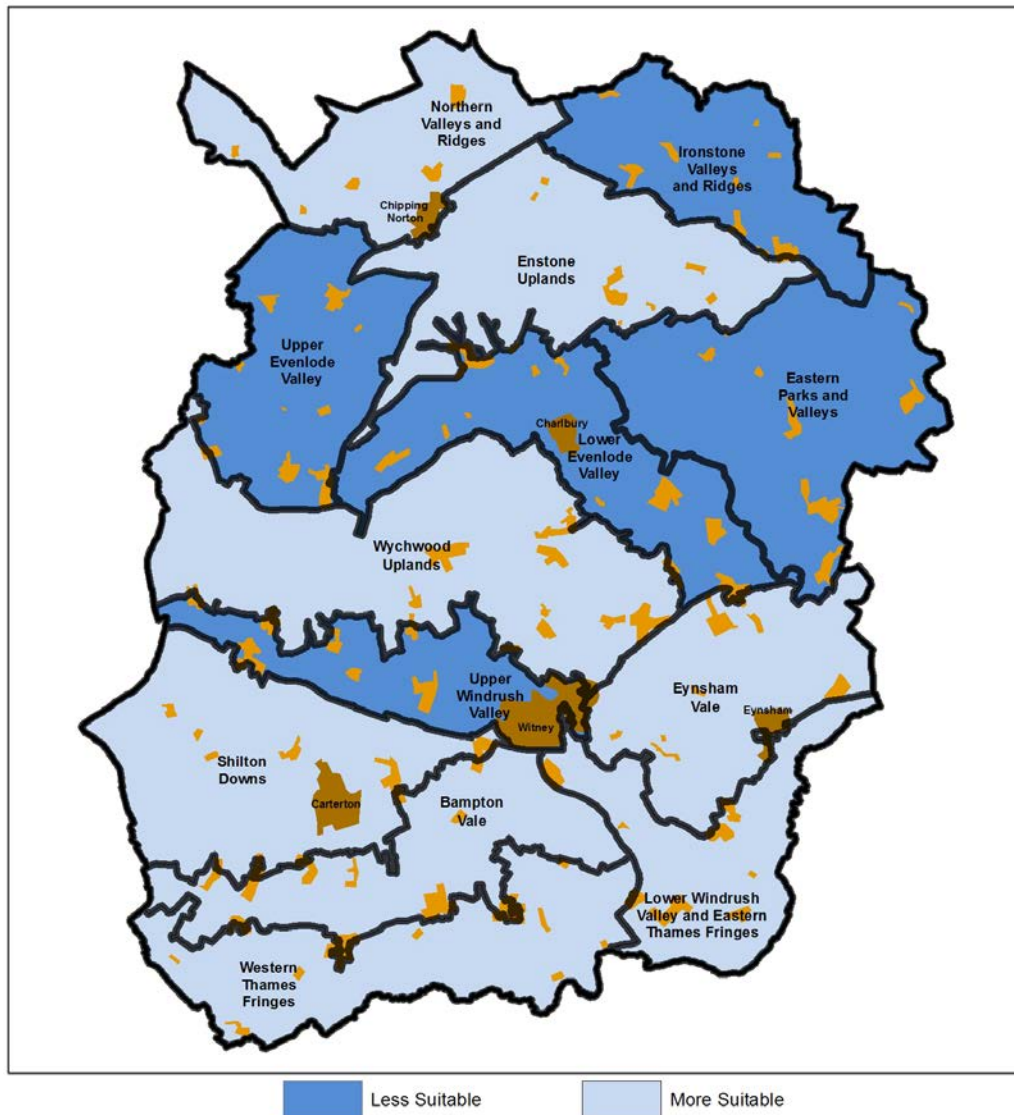 Northern
Valleys and
Ridges
Ironstone
Valleys
and Ridges
Chipping
Norton
Enstone
Uplands
Upper
Evenlode
Valley
Eastern
Parks and
Valleys
Charlbury
Lower
Evenlode
Valley
Wychwood
Uplands
Upper
Windrush
Valley
Witney
Eynsham
Vale
Eynsham
Shilton
Downs
Carterton
Bampton
Vale
Lower Windrush
Valley and Eastern
Thames Fringes
Western
Thames
Fringes
Less Suitable
More Suitable